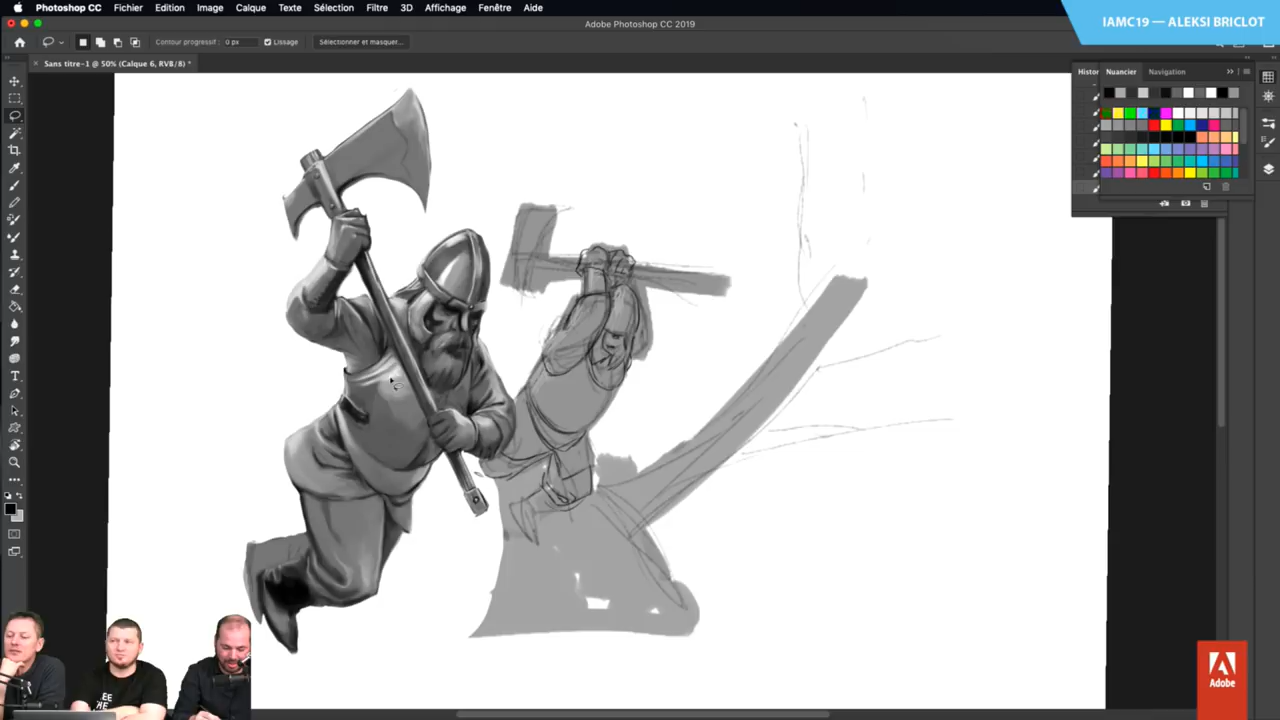 Photoshop CC Fichier Edition Image Calque Texte Sélection Filtre 3D Affichage Fenêtre Aide
Adobe Photoshop CC 2019
IAMC19 — ALEKSI BRICLOT
Contour progressif : 0 px Lissage Sélectionner et masquer...
Sans titre-1 @ 50% (Calque 6, RVB/8) *
Histor Nuancier Navigation
Adobe